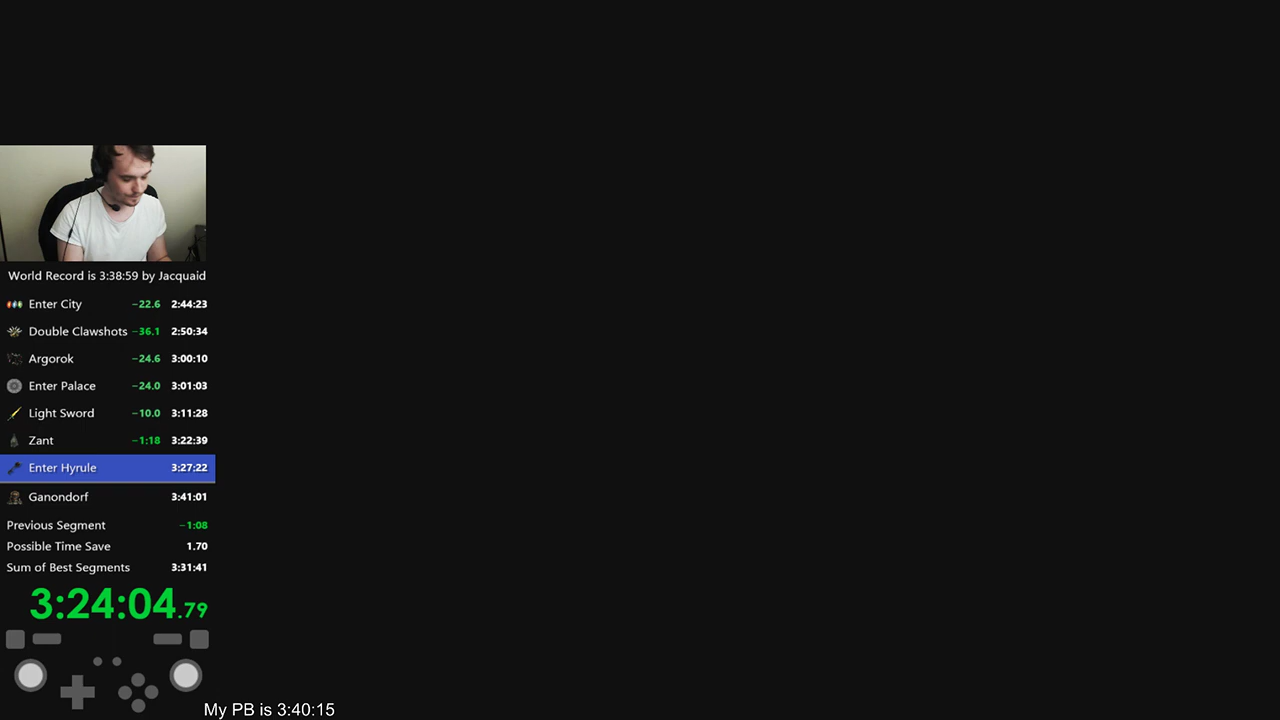 World Record is 3:38:59 by Jacquaid
Enter City −22.6 2:44:23
Double Clawshots −36.1 2:50:34
Argorok −24.6 3:00:10
Enter Palace −24.0 3:01:03
Light Sword −10.0 3:11:28
Zant −1:18 3:22:39
Enter Hyrule 3:27:22
Ganondorf 3:41:01
Previous Segment −1:08
Possible Time Save 1.70
Sum of Best Segments 3:31:41
3:24:04.79
My PB is 3:40:15